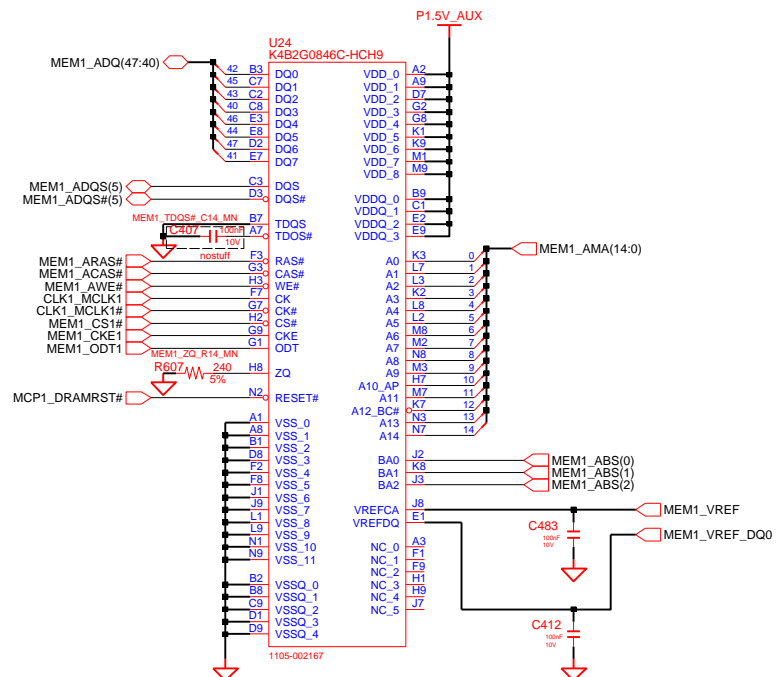 P1.5V_AUX
U24
K4B2G0846C-HCH9
MEM1_ADQ(47:40)
42 B3 DQ0 VDD_0 A2
45 C7 DQ1 VDD_1 A9
43 C2 DQ2 VDD_2 D7
40 C8 DQ3 VDD_3 G2
46 E3 DQ4 VDD_4 G8
44 E8 DQ5 VDD_5 K1
47 D2 DQ6 VDD_6 K9
41 E7 DQ7 VDD_7 M1
VDD_8 M9
MEM1_ADQS(5) C3 DQS
MEM1_ADQS#(5) D3 DQS# VDDQ_0 B9
VDDQ_1 C1
MEM1_TDQS#_C14_MN B7 TDQS VDDQ_2 E2
C407 100nF 10V A7 TDOS# VDDQ_3 E9
nostuff
MEM1_AMA(14:0)
MEM1_ARAS# F3 RAS# A0 K3 0
MEM1_ACAS# G3 CAS# A1 L7 1
MEM1_AWE# H3 WE# A2 L3 2
CLK1_MCLK1 F7 CK A3 K2 3
CLK1_MCLK1# G7 CK# A4 L8 4
MEM1_CS1# H2 CS# A5 L2 5
MEM1_CKE1 G9 CKE A6 M8 6
MEM1_ODT1 G1 ODT A7 M2 7
MEM1_ZQ_R14_MN A8 N8 8
R607 240 5% H8 ZQ A9 M3 9
A10_AP H7 10
MCP1_DRAMRST# N2 RESET# A11 M7 11
A12_BC# K7 12
A1 VSS_0 A13 N3 13
A8 VSS_1 A14 N7 14
B1 VSS_2
D8 VSS_3 BA0 J2 MEM1_ABS(0)
F2 VSS_4 BA1 K8 MEM1_ABS(1)
F8 VSS_5 BA2 J3 MEM1_ABS(2)
J1 VSS_6
J9 VSS_7 VREFCA J8 MEM1_VREF
L1 VSS_8 VREFDQ E1
L9 VSS_9 C483 100nF 10V MEM1_VREF_DQ0
N1 VSS_10 NC_0 A3
N9 VSS_11 NC_1 F1
NC_2 F9
B2 VSSQ_0 NC_3 H1
B8 VSSQ_1 NC_4 H9
C9 VSSQ_2 NC_5 J7
D1 VSSQ_3
D9 VSSQ_4 C412 100nF 10V
1105-002167